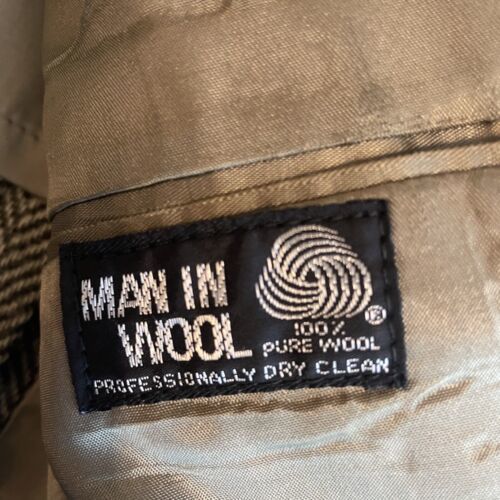 MAN IN
WOOL
®
100%
PURE WOOL
PROFESSIONALLY DRY CLEAN